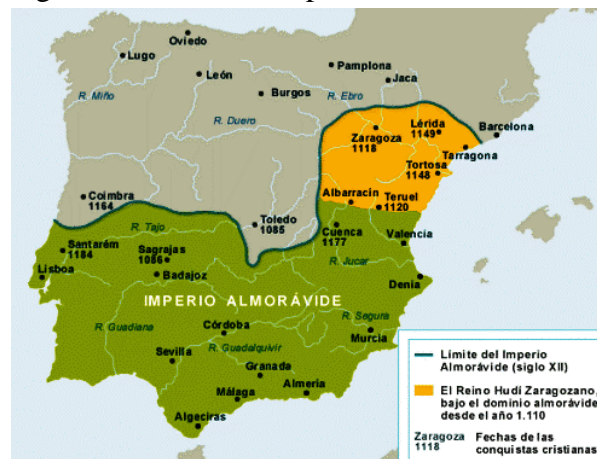 Oviedo
Lugo
León
Pamplona
Jaca
R. Miño
Burgos
R. Ebro
R. Duero
Zaragoza
1118
Lérida
1149
Barcelona
Tarragona
Tortosa
1148
Coimbra
1164
Albarracín
Teruel
1120
Toledo
1085
R. Tajo
Cuenca
1177
Valencia
Santarém
1184
Sagrajas
1086
R. Jucar
Lisboa
Badajoz
Denia
IMPERIO ALMORÁVIDE
R. Guadiana
Córdoba
R. Segura
Murcia
Sevilla
R. Guadalquivir
Granada
Málaga
Almería
Algeciras
Límite del Imperio
Almorávide (siglo XII)
El Reino Hudí Zaragozano,
bajo el dominio almorávide
desde el año 1.110
Zaragoza
1118
Fechas de las
conquistas cristianas